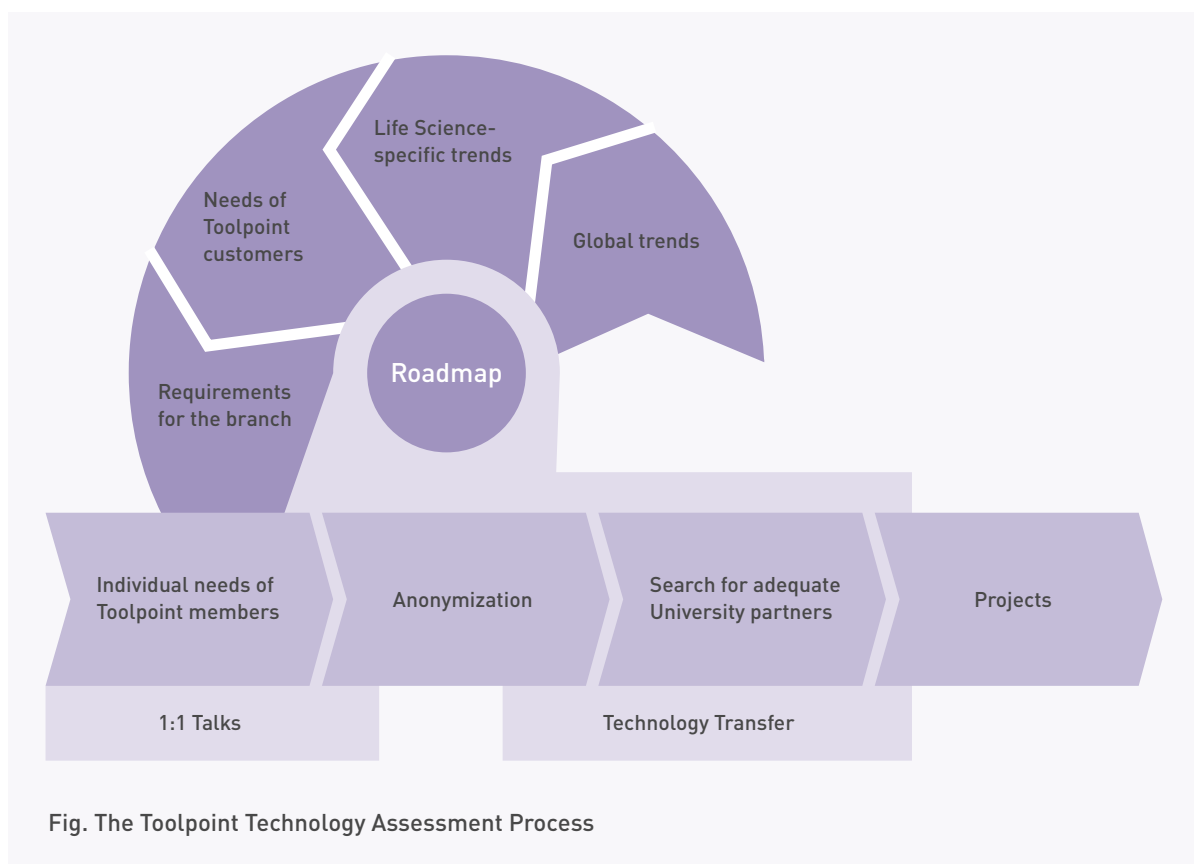 Life Science-
specific trends
Needs of
Toolpoint
customers
Global trends
Roadmap
Requirements
for the branch
Individual needs of
Toolpoint members
Anonymization
Search for adequate
University partners
Projects
1:1 Talks
Technology Transfer
Fig. The Toolpoint Technology Assessment Process